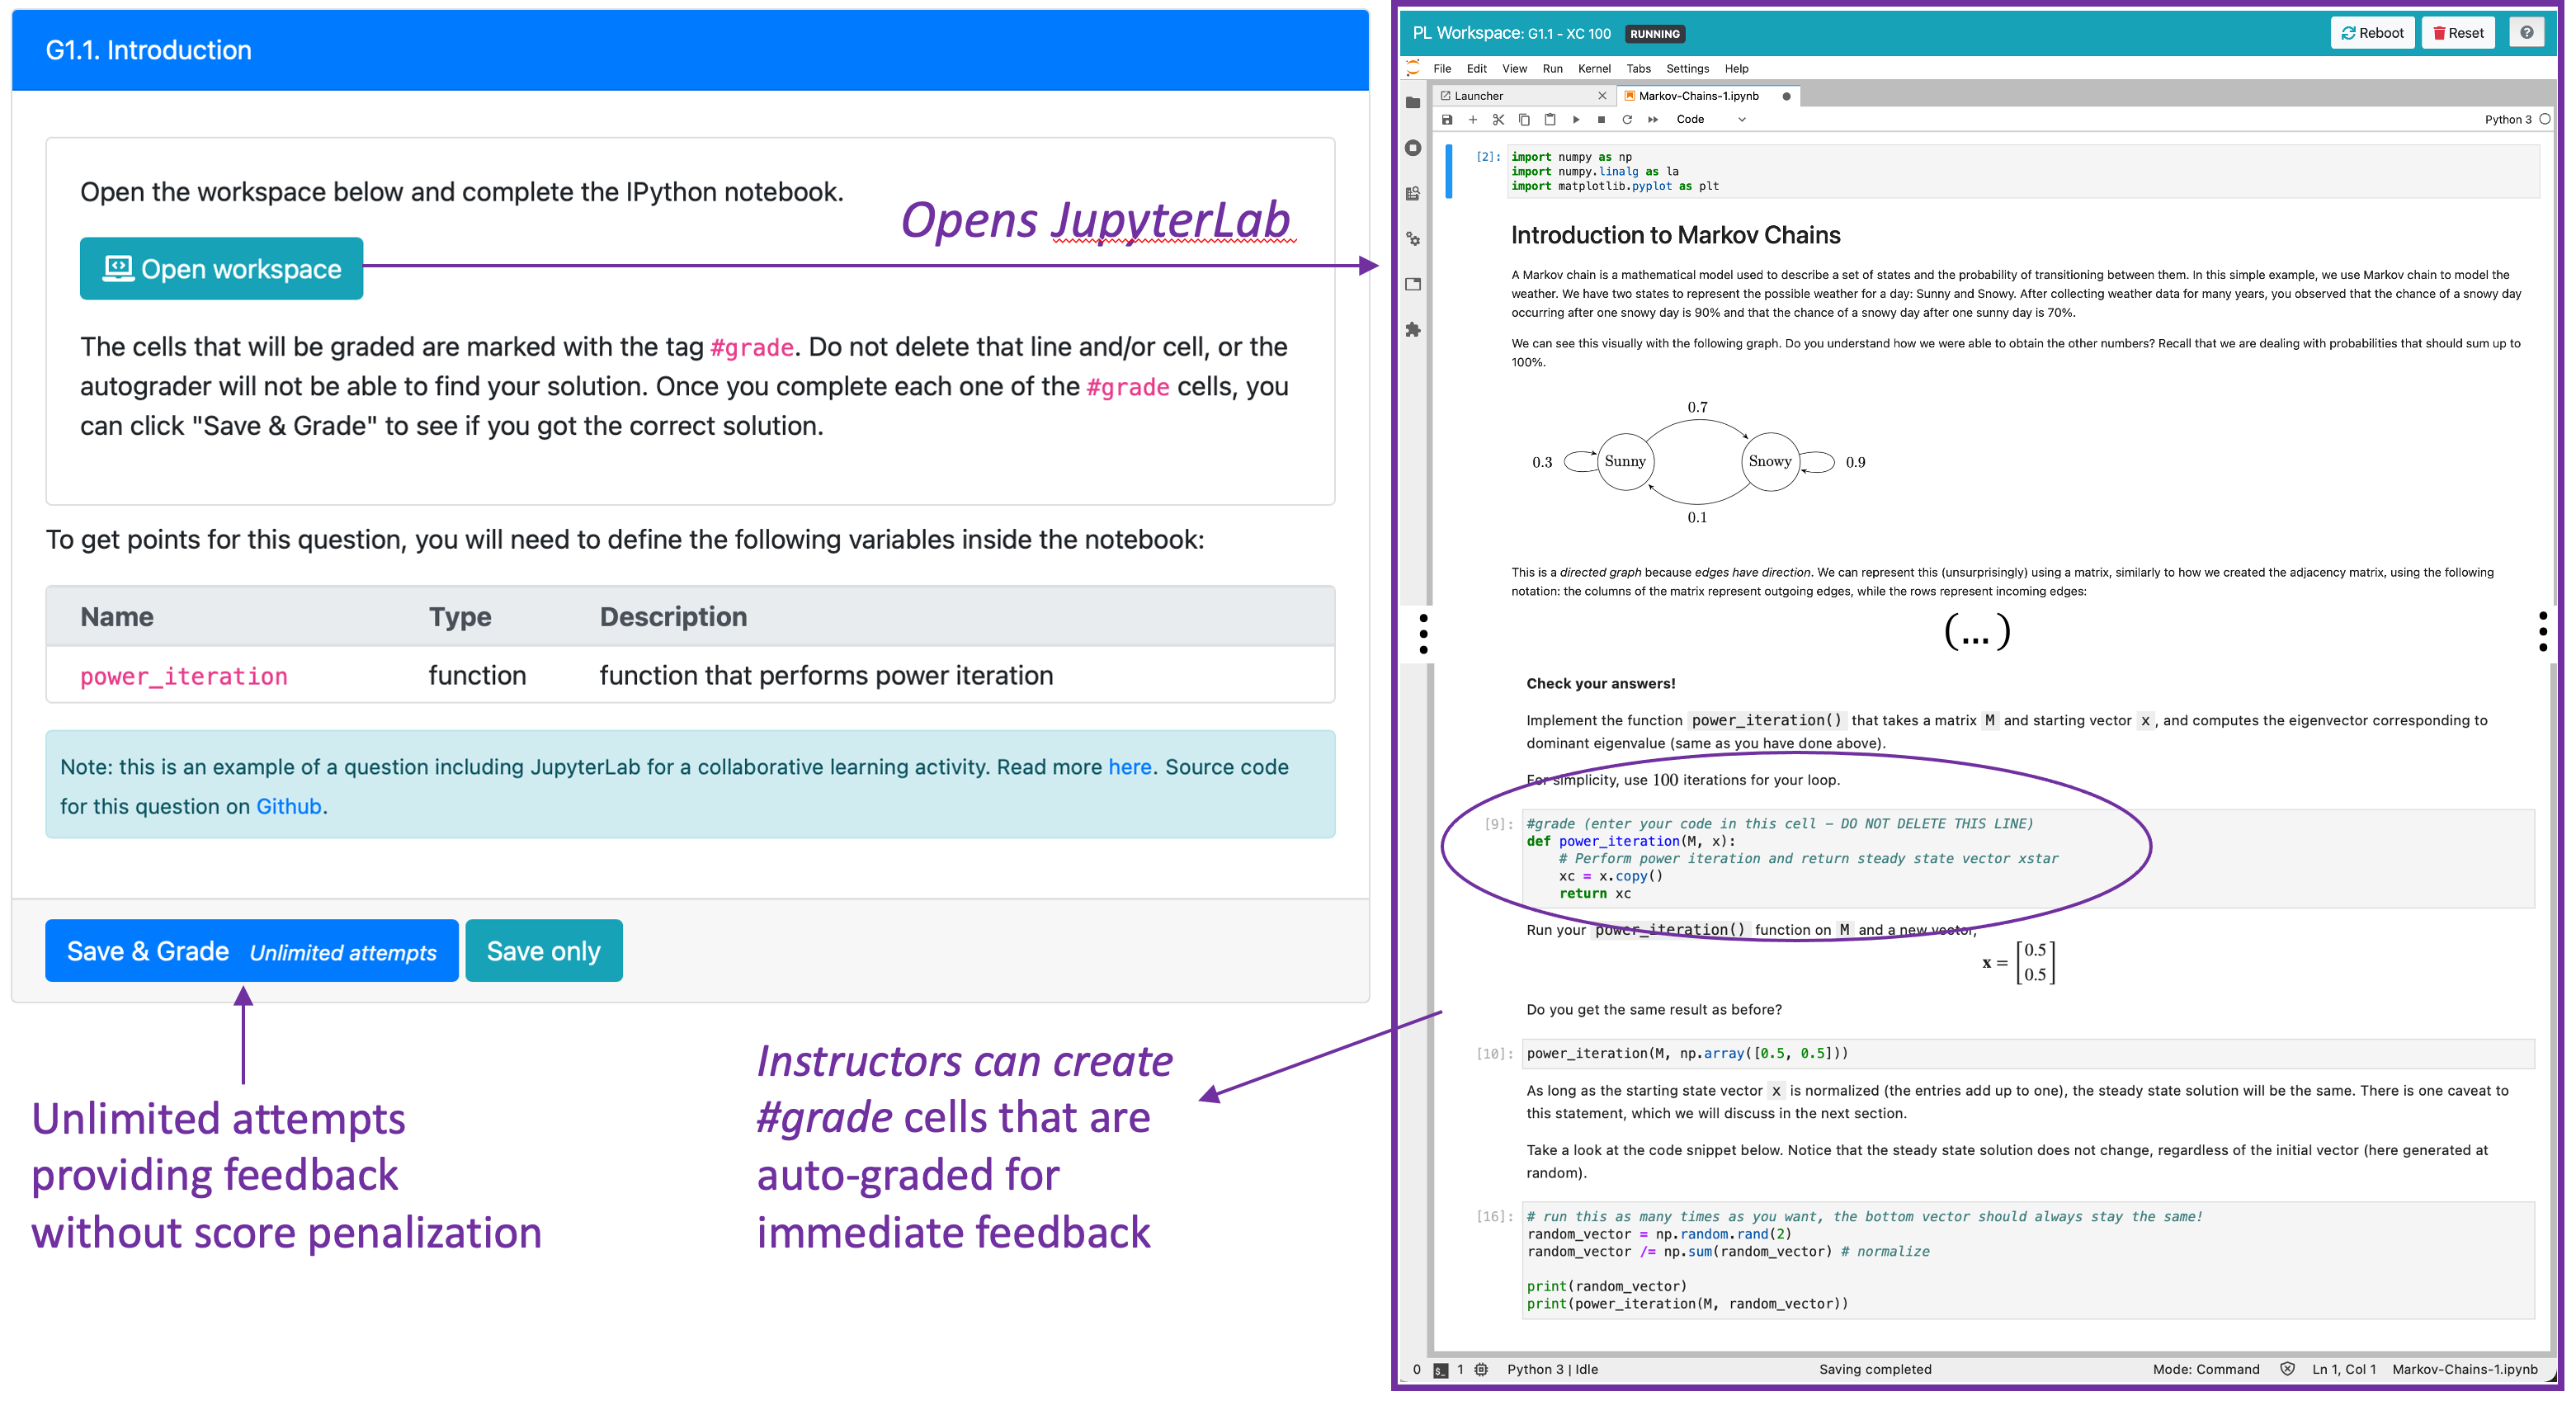 G1.1. Introduction
Open the workspace below and complete the IPython notebook.
Opens JupyterLab
Open workspace
The cells that will be graded are marked with the tag #grade. Do not delete that line and/or cell, or the
autograder will not be able to find your solution. Once you complete each one of the #grade cells, you
can click "Save & Grade" to see if you got the correct solution.
To get points for this question, you will need to define the following variables inside the notebook:
Name Type Description
power_iteration function function that performs power iteration
Note: this is an example of a question including JupyterLab for a collaborative learning activity. Read more here. Source code
for this question on Github.
Save & Grade Unlimited attempts Save only
Unlimited attempts
providing feedback
without score penalization
Instructors can create
#grade cells that are
auto-graded for
immediate feedback
PL Workspace: G1.1 - XC 100 RUNNING Reboot Reset ?
File Edit View Run Kernel Tabs Settings Help
Launcher Markov-Chains-1.ipynb
Code Python 3
[2]: import numpy as np
import numpy.linalg as la
import matplotlib.pyplot as plt
Introduction to Markov Chains
A Markov chain is a mathematical model used to describe a set of states and the probability of transitioning between them. In this simple example, we use Markov chain to model the
weather. We have two states to represent the possible weather for a day: Sunny and Snowy. After collecting weather data for many years, you observed that the chance of a snowy day
occurring after one snowy day is 90% and that the chance of a snowy day after one sunny day is 70%.
We can see this visually with the following graph. Do you understand how we were able to obtain the other numbers? Recall that we are dealing with probabilities that should sum up to
100%.
0.7
0.3 Sunny Snowy 0.9
0.1
This is a directed graph because edges have direction. We can represent this (unsurprisingly) using a matrix, similarly to how we created the adjacency matrix, using the following
notation: the columns of the matrix represent outgoing edges, while the rows represent incoming edges:
(...)
Check your answers!
Implement the function power_iteration() that takes a matrix M and starting vector x , and computes the eigenvector corresponding to
dominant eigenvalue (same as you have done above).
For simplicity, use 100 iterations for your loop.
[9]: #grade (enter your code in this cell – DO NOT DELETE THIS LINE)
def power_iteration(M, x):
# Perform power iteration and return steady state vector xstar
xc = x.copy()
return xc
Run your power_iteration() function on M and a new vector,
x = [0.5
0.5]
Do you get the same result as before?
[10]: power_iteration(M, np.array([0.5, 0.5]))
As long as the starting state vector x is normalized (the entries add up to one), the steady state solution will be the same. There is one caveat to
this statement, which we will discuss in the next section.
Take a look at the code snippet below. Notice that the steady state solution does not change, regardless of the initial vector (here generated at
random).
[16]: # run this as many times as you want, the bottom vector should always stay the same!
random_vector = np.random.rand(2)
random_vector /= np.sum(random_vector) # normalize
print(random_vector)
print(power_iteration(M, random_vector))
0 $_ 1 Python 3 | Idle Saving completed Mode: Command Ln 1, Col 1 Markov-Chains-1.ipynb